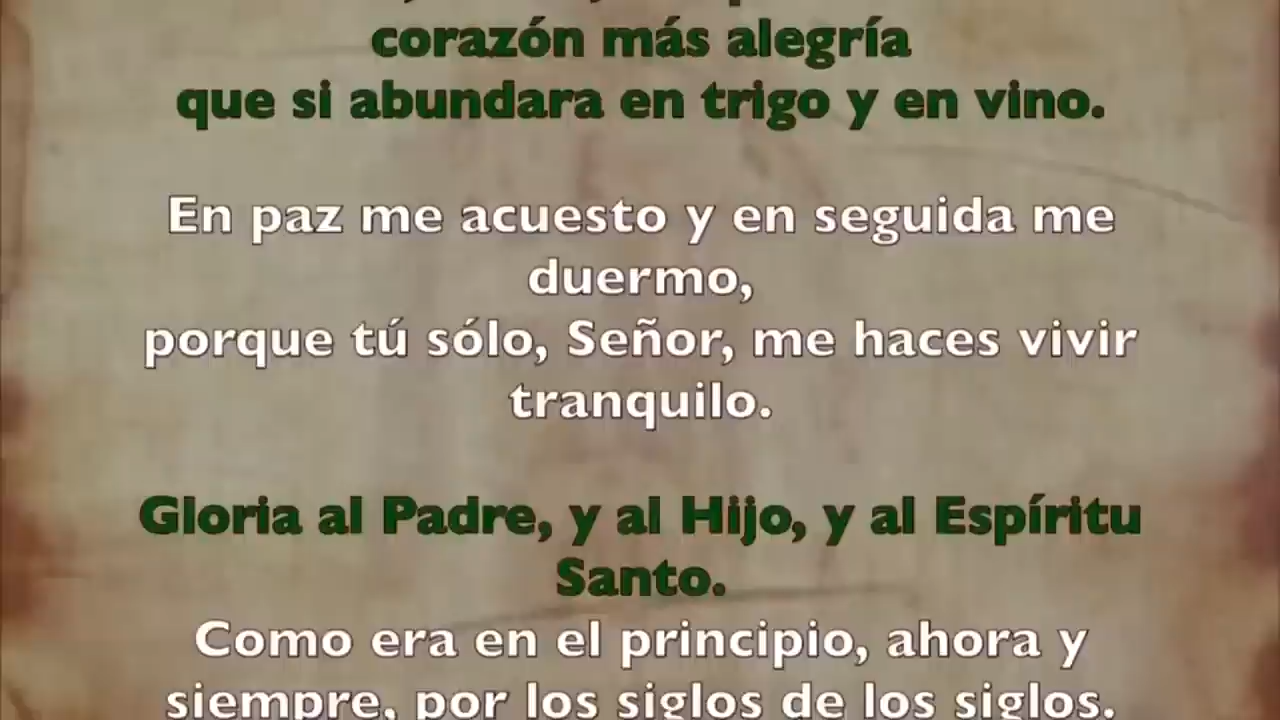 corazón más alegría
que si abundara en trigo y en vino.
En paz me acuesto y en seguida me
duermo,
porque tú sólo, Señor, me haces vivir
tranquilo.
Gloria al Padre, y al Hijo, y al Espíritu
Santo.
Como era en el principio, ahora y
siempre, por los siglos de los siglos.